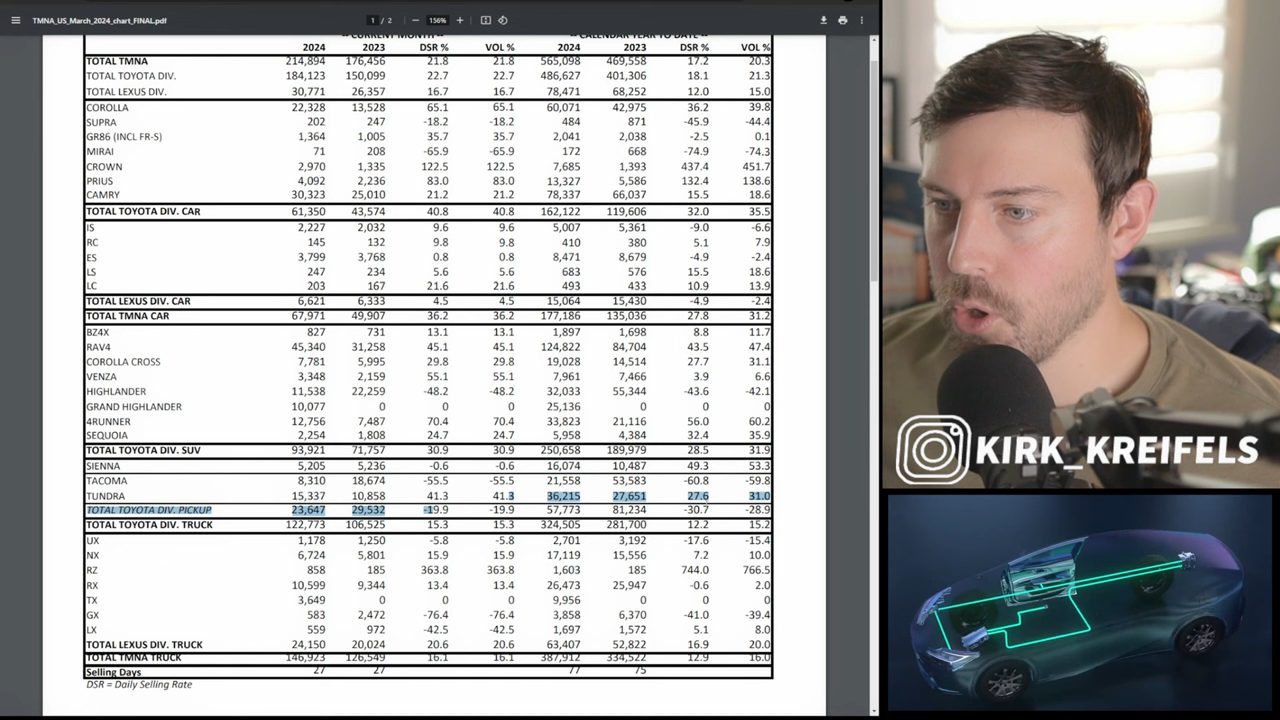 TMNA_US_March_2024_chart_FINAL.pdf 1 / 2 156%
-- CURRENT MONTH -- -- CALENDAR YEAR TO DATE --
2024 2023 DSR % VOL % 2024 2023 DSR % VOL %
TOTAL TMNA 214,894 176,456 21.8 21.8 565,098 469,558 17.2 20.3
TOTAL TOYOTA DIV. 184,123 150,099 22.7 22.7 486,627 401,306 18.1 21.3
TOTAL LEXUS DIV. 30,771 26,357 16.7 16.7 78,471 68,252 12.0 15.0
COROLLA 22,328 13,528 65.1 65.1 60,071 42,975 36.2 39.8
SUPRA 202 247 -18.2 -18.2 484 871 -45.9 -44.4
GR86 (INCL FR-S) 1,364 1,005 35.7 35.7 2,041 2,038 -2.5 0.1
MIRAI 71 208 -65.9 -65.9 172 668 -74.9 -74.3
CROWN 2,970 1,335 122.5 122.5 7,685 1,393 437.4 451.7
PRIUS 4,092 2,236 83.0 83.0 13,327 5,586 132.4 138.6
CAMRY 30,323 25,010 21.2 21.2 78,337 66,037 15.5 18.6
TOTAL TOYOTA DIV. CAR 61,350 43,574 40.8 40.8 162,122 119,606 32.0 35.5
IS 2,227 2,032 9.6 9.6 5,007 5,361 -9.0 -6.6
RC 145 132 9.8 9.8 410 380 5.1 7.9
ES 3,799 3,768 0.8 0.8 8,471 8,679 -4.9 -2.4
LS 247 234 5.6 5.6 683 576 15.5 18.6
LC 203 167 21.6 21.6 493 433 10.9 13.9
TOTAL LEXUS DIV. CAR 6,621 6,333 4.5 4.5 15,064 15,430 -4.9 -2.4
TOTAL TMNA CAR 67,971 49,907 36.2 36.2 177,186 135,036 27.8 31.2
BZ4X 827 731 13.1 13.1 1,897 1,698 8.8 11.7
RAV4 45,340 31,258 45.1 45.1 124,822 84,704 43.5 47.4
COROLLA CROSS 7,781 5,995 29.8 29.8 19,028 14,514 27.7 31.1
VENZA 3,348 2,159 55.1 55.1 7,961 7,466 3.9 6.6
HIGHLANDER 11,538 22,259 -48.2 -48.2 32,033 55,344 -43.6 -42.1
GRAND HIGHLANDER 10,077 0 0 0 25,136 0 0 0
4RUNNER 12,756 7,487 70.4 70.4 33,823 21,116 56.0 60.2
SEQUOIA 2,254 1,808 24.7 24.7 5,958 4,384 32.4 35.9
TOTAL TOYOTA DIV. SUV 93,921 71,757 30.9 30.9 250,658 189,979 28.5 31.9
SIENNA 5,205 5,236 -0.6 -0.6 16,074 10,487 49.3 53.3
TACOMA 8,310 18,674 -55.5 -55.5 21,558 53,583 -60.8 -59.8
TUNDRA 15,337 10,858 41.3 41.3 36,215 27,651 27.6 31.0
TOTAL TOYOTA DIV. PICKUP 23,647 29,532 -19.9 -19.9 57,773 81,234 -30.7 -28.9
TOTAL TOYOTA DIV. TRUCK 122,773 106,525 15.3 15.3 324,505 281,700 12.2 15.2
UX 1,178 1,250 -5.8 -5.8 2,701 3,192 -17.6 -15.4
NX 6,724 5,801 15.9 15.9 17,119 15,556 7.2 10.0
RZ 858 185 363.8 363.8 1,603 185 744.0 766.5
RX 10,599 9,344 13.4 13.4 26,473 25,947 -0.6 2.0
TX 3,649 0 0 0 9,956 0 0 0
GX 583 2,472 -76.4 -76.4 3,858 6,370 -41.0 -39.4
LX 559 972 -42.5 -42.5 1,697 1,572 5.1 8.0
TOTAL LEXUS DIV. TRUCK 24,150 20,024 20.6 20.6 63,407 52,822 16.9 20.0
TOTAL TMNA TRUCK 146,923 126,549 16.1 16.1 387,912 334,522 12.9 16.0
Selling Days 27 27 77 75
DSR = Daily Selling Rate
KIRK_KREIFELS